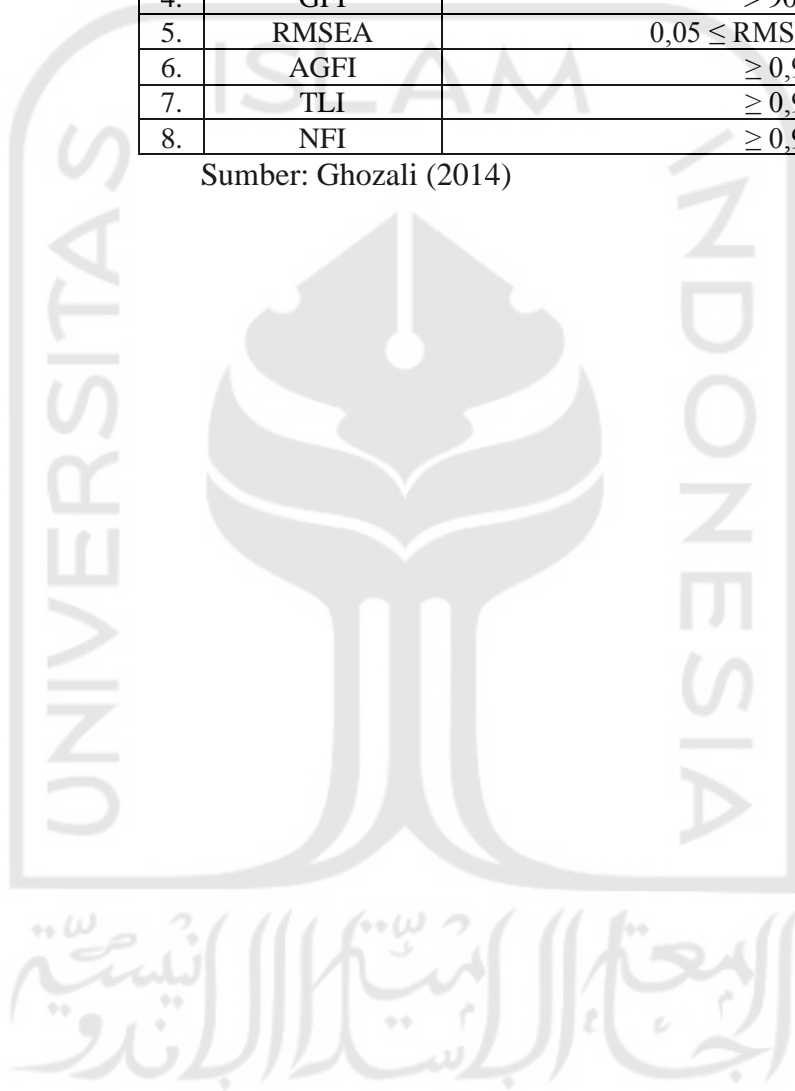 4. GFI > 90
5. RMSEA 0,05 ≤ RMS
6. AGFI ≥ 0,9
7. TLI ≥ 0,9
8. NFI ≥ 0,9
Sumber: Ghozali (2014)
UNIVERSITAS
ISLAM
INDONESIA